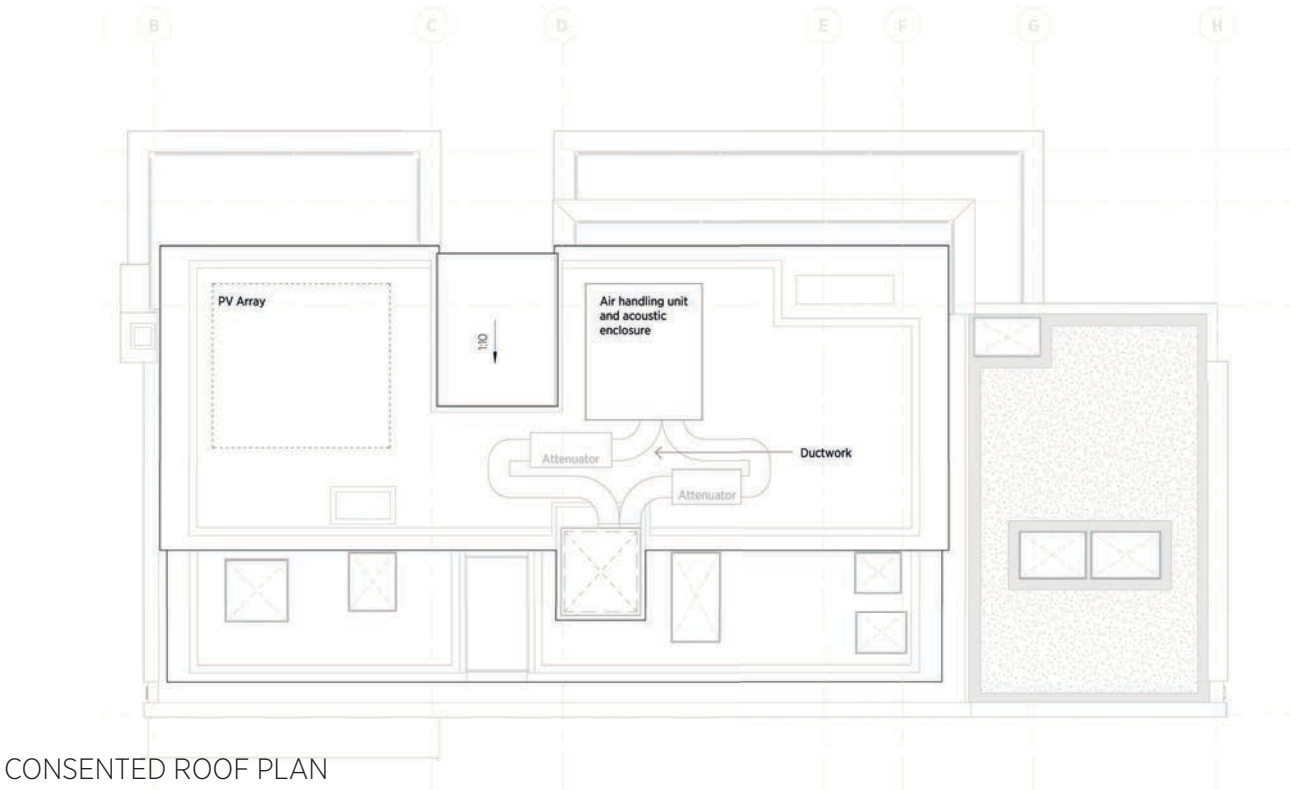 B
C
D
E
F
G
H
PV Array
Air handling unit
and acoustic
enclosure
1:10
Attenuator
Ductwork
Attenuator
CONSENTED ROOF PLAN